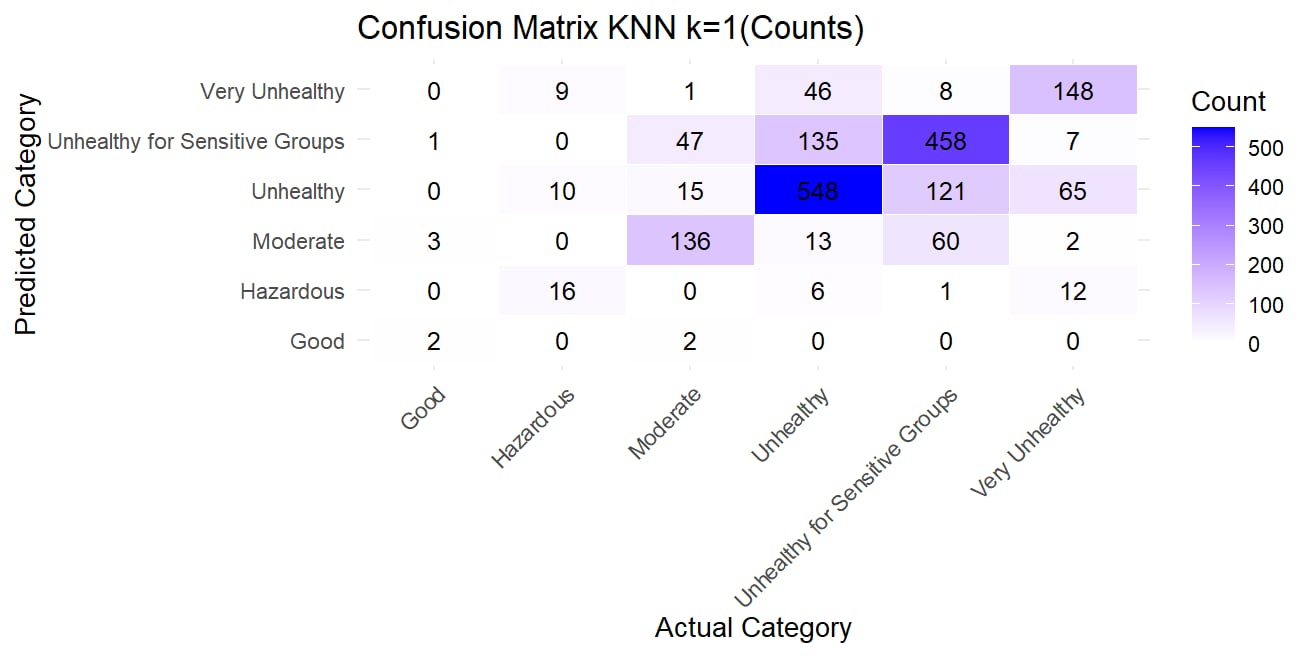 Confusion Matrix KNN k=1(Counts)
Predicted Category
Very Unhealthy 0 9 1 46 8 148
Unhealthy for Sensitive Groups 1 0 47 135 458 7
Unhealthy 0 10 15 548 121 65
Moderate 3 0 136 13 60 2
Hazardous 0 16 0 6 1 12
Good 2 0 2 0 0 0
Good
Hazardous
Moderate
Unhealthy
Unhealthy for Sensitive Groups
Very Unhealthy
Actual Category
Count
500
400
300
200
100
0